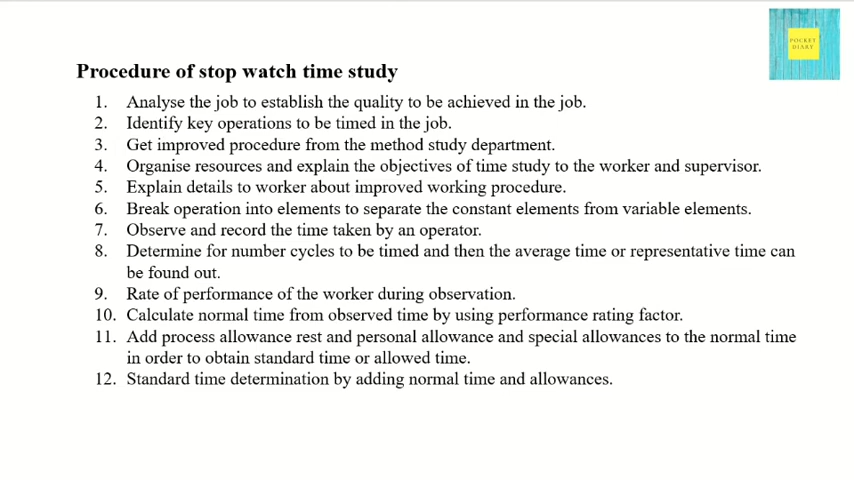 POCKET
DIARY
Procedure of stop watch time study
1. Analyse the job to establish the quality to be achieved in the job.
2. Identify key operations to be timed in the job.
3. Get improved procedure from the method study department.
4. Organise resources and explain the objectives of time study to the worker and supervisor.
5. Explain details to worker about improved working procedure.
6. Break operation into elements to separate the constant elements from variable elements.
7. Observe and record the time taken by an operator.
8. Determine for number cycles to be timed and then the average time or representative time can
be found out.
9. Rate of performance of the worker during observation.
10. Calculate normal time from observed time by using performance rating factor.
11. Add process allowance rest and personal allowance and special allowances to the normal time
in order to obtain standard time or allowed time.
12. Standard time determination by adding normal time and allowances.